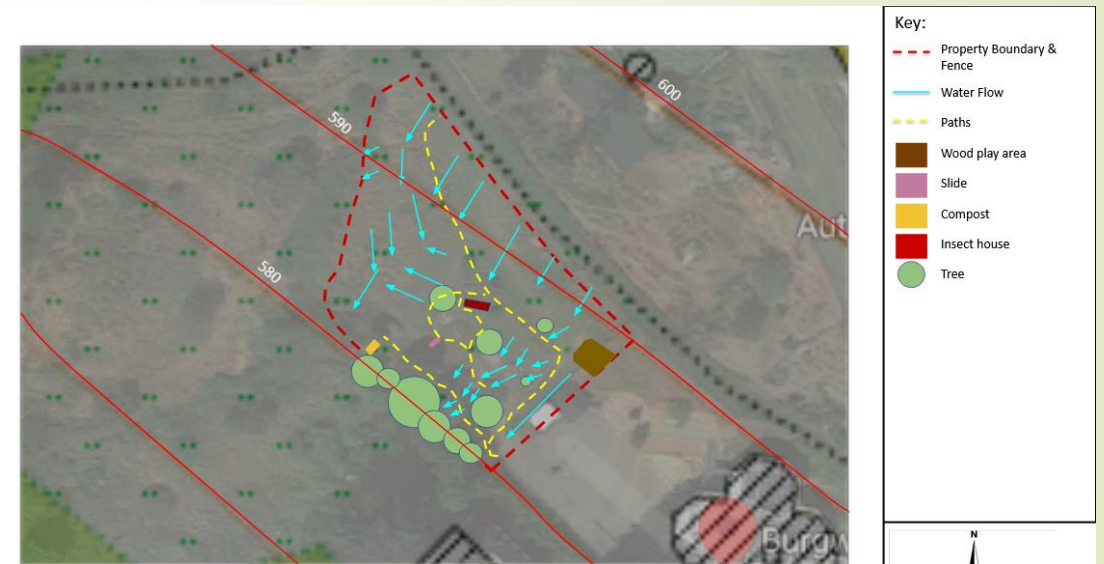 Key:
Property Boundary &
Fence
Water Flow
Paths
Wood play area
Slide
Compost
Insect house
Tree
600
590
580
Aut
Burgw
N